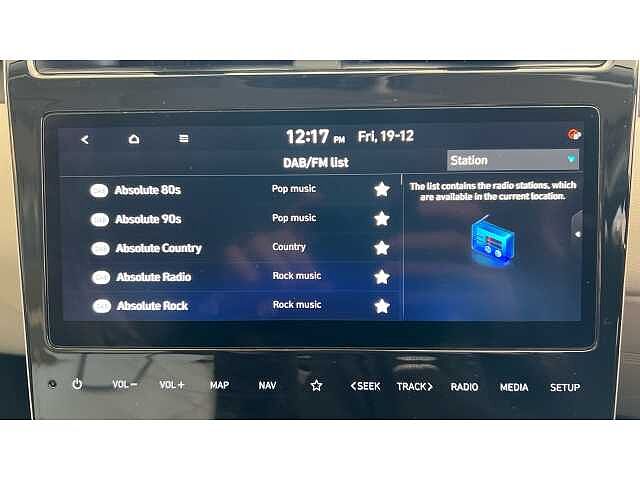 12:17 PM Fri, 19-12
DAB/FM list
Station
Absolute 80s Pop music
Absolute 90s Pop music
Absolute Country Country
Absolute Radio Rock music
Absolute Rock Rock music
The list contains the radio stations, which
are available in the current location.
VOL− VOL+ MAP NAV <SEEK TRACK> RADIO MEDIA SETUP